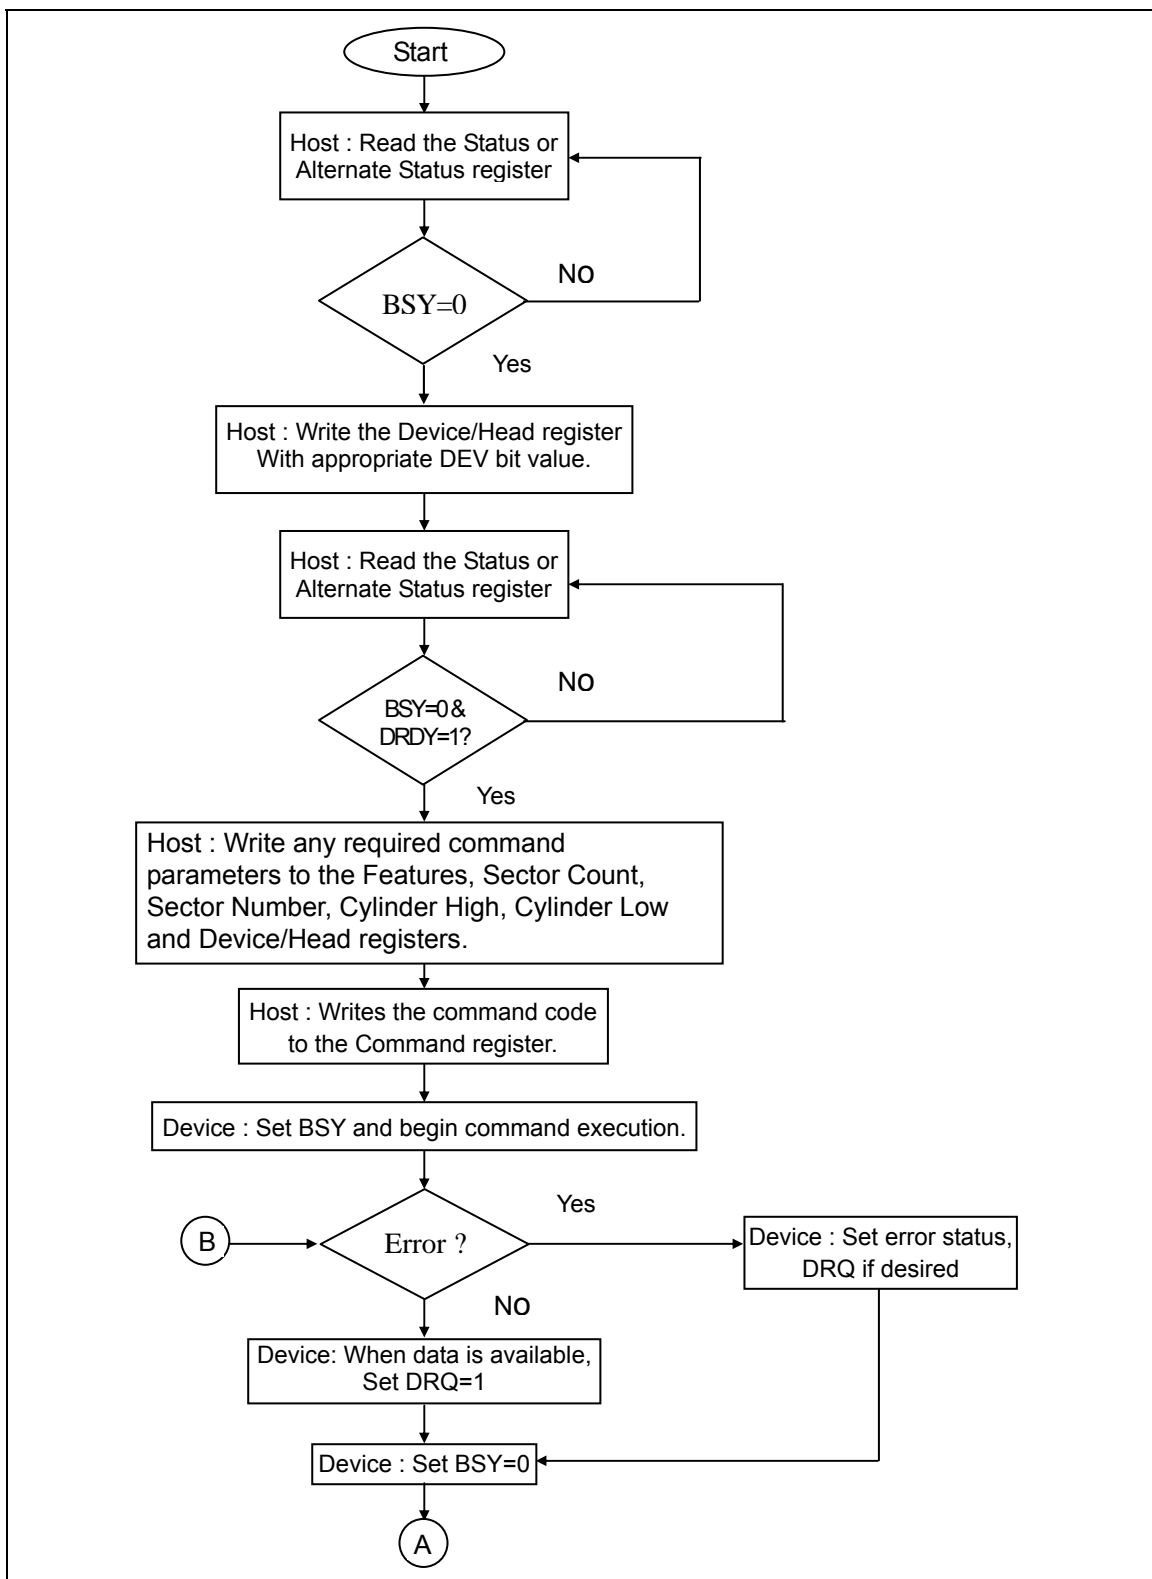 Start
Host : Read the Status or
Alternate Status register
No
BSY=0
Yes
Host : Write the Device/Head register
With appropriate DEV bit value.
Host : Read the Status or
Alternate Status register
No
BSY=0 &
DRDY=1?
Yes
Host : Write any required command
parameters to the Features, Sector Count,
Sector Number, Cylinder High, Cylinder Low
and Device/Head registers.
Host : Writes the command code
to the Command register.
Device : Set BSY and begin command execution.
Yes
B
Error ?
Device : Set error status,
DRQ if desired
No
Device: When data is available,
Set DRQ=1
Device : Set BSY=0
A